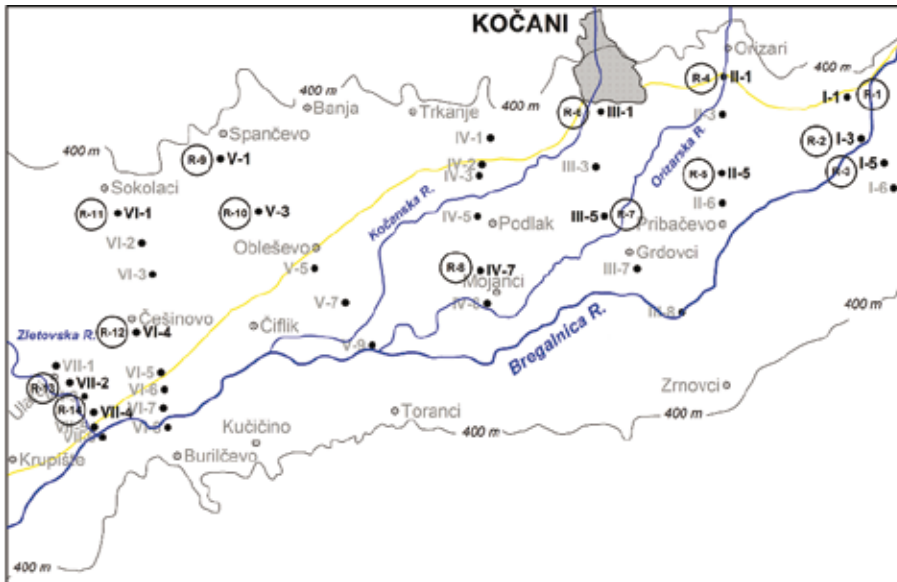 KOČANI
Orizari
400 m
400 m
400 m
R-4
II-1
R-1
I-1
Banja
Trkanje
R-6
III-1
II-3
Spančevo
IV-1
R-2
I-3
R-9
V-1
IV-2
IV-3
III-3
Orizarska R.
R-3
I-5
R-5
II-5
I-6
Sokolaci
R-11
VI-1
R-10
V-3
Kočanska R.
IV-5
Podlak
III-5
R-7
II-6
Pribačevo
VI-2
Obleševo
Grdovci
VI-3
V-5
R-8
IV-7
III-7
Mojanci
V-7
IV-8
III-8
Češinovo
R-12
VI-4
Čiflik
Zletovska R.
V-9
Bregalnica R.
VII-1
VI-5
R-13
VII-2
VI-6
Zrnovci
R-14
VII-4
VI-7
Toranci
400 m
400 m
Kučičino
Krupište
Burilčevo
400 m